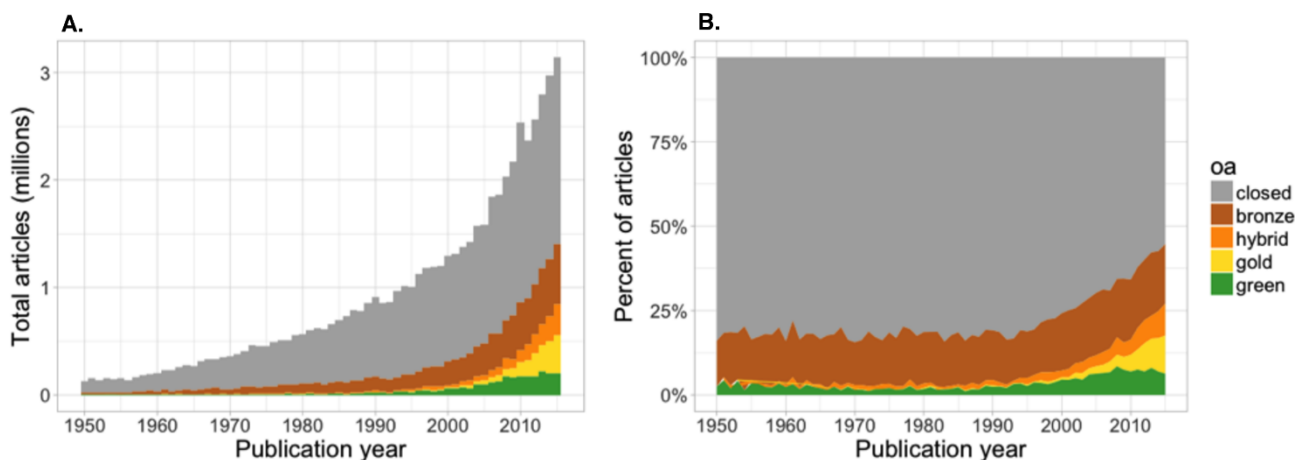 A.
Total articles (millions)
3
2
1
0
1950 1960 1970 1980 1990 2000 2010
Publication year
B.
Percent of articles
100%
75%
50%
25%
0%
1950 1960 1970 1980 1990 2000 2010
Publication year
oa
closed
bronze
hybrid
gold
green